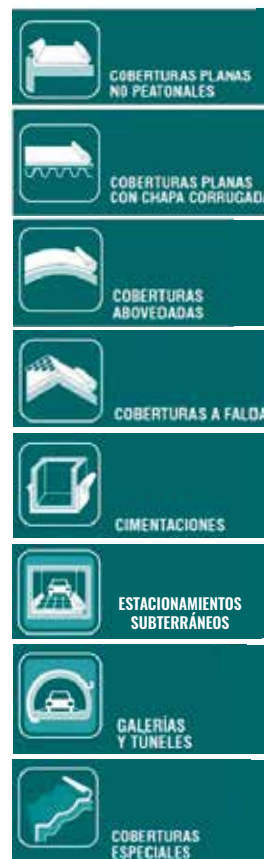 COBERTURAS PLANAS
NO PEATONALES
COBERTURAS PLANAS
CON CHAPA CORRUGADA
COBERTURAS
ABOVEDADAS
COBERTURAS A FALDA
CIMENTACIONES
ESTACIONAMIENTOS
SUBTERRÁNEOS
GALERÍAS
Y TUNELES
COBERTURAS
ESPECIALES